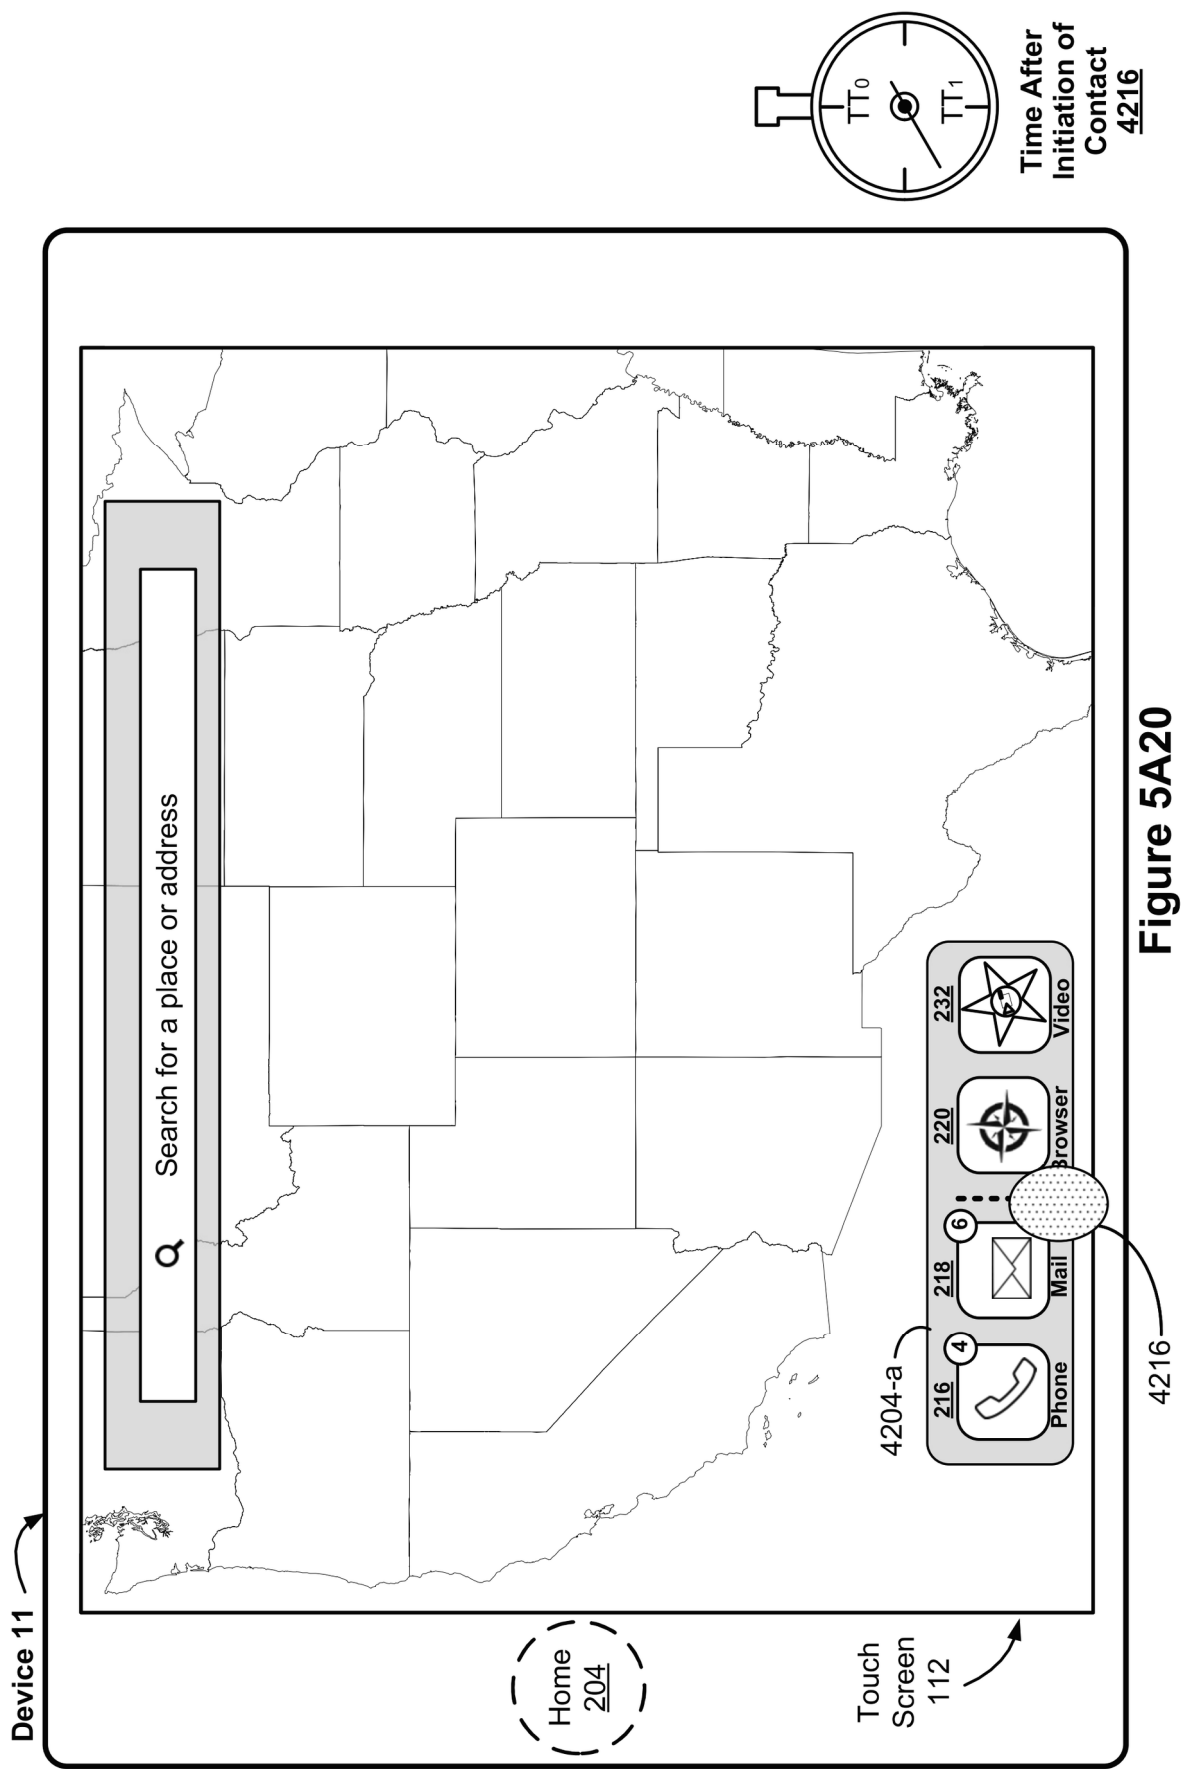 Device 11
Search for a place or address
TT0
TT1
Time After
Initiation of
Contact
4216
Home
204
Touch
Screen
112
4204-a
216
4
Phone
218
6
Mail
220
Browser
232
Video
4216
Figure 5A20